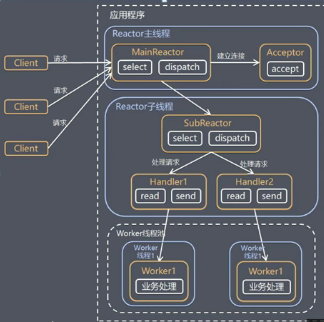 应用程序
Reactor主线程
MainReactor
select
dispatch
建立连接
Acceptor
accept
Client
请求
Client
请求
Client
请求
Reactor子线程
SubReactor
select
dispatch
处理请求
处理请求
Handler1
read
send
Handler2
read
send
Worker线程池
Worker
线程1
Worker1
业务处理
Worker
线程1
Worker1
业务处理